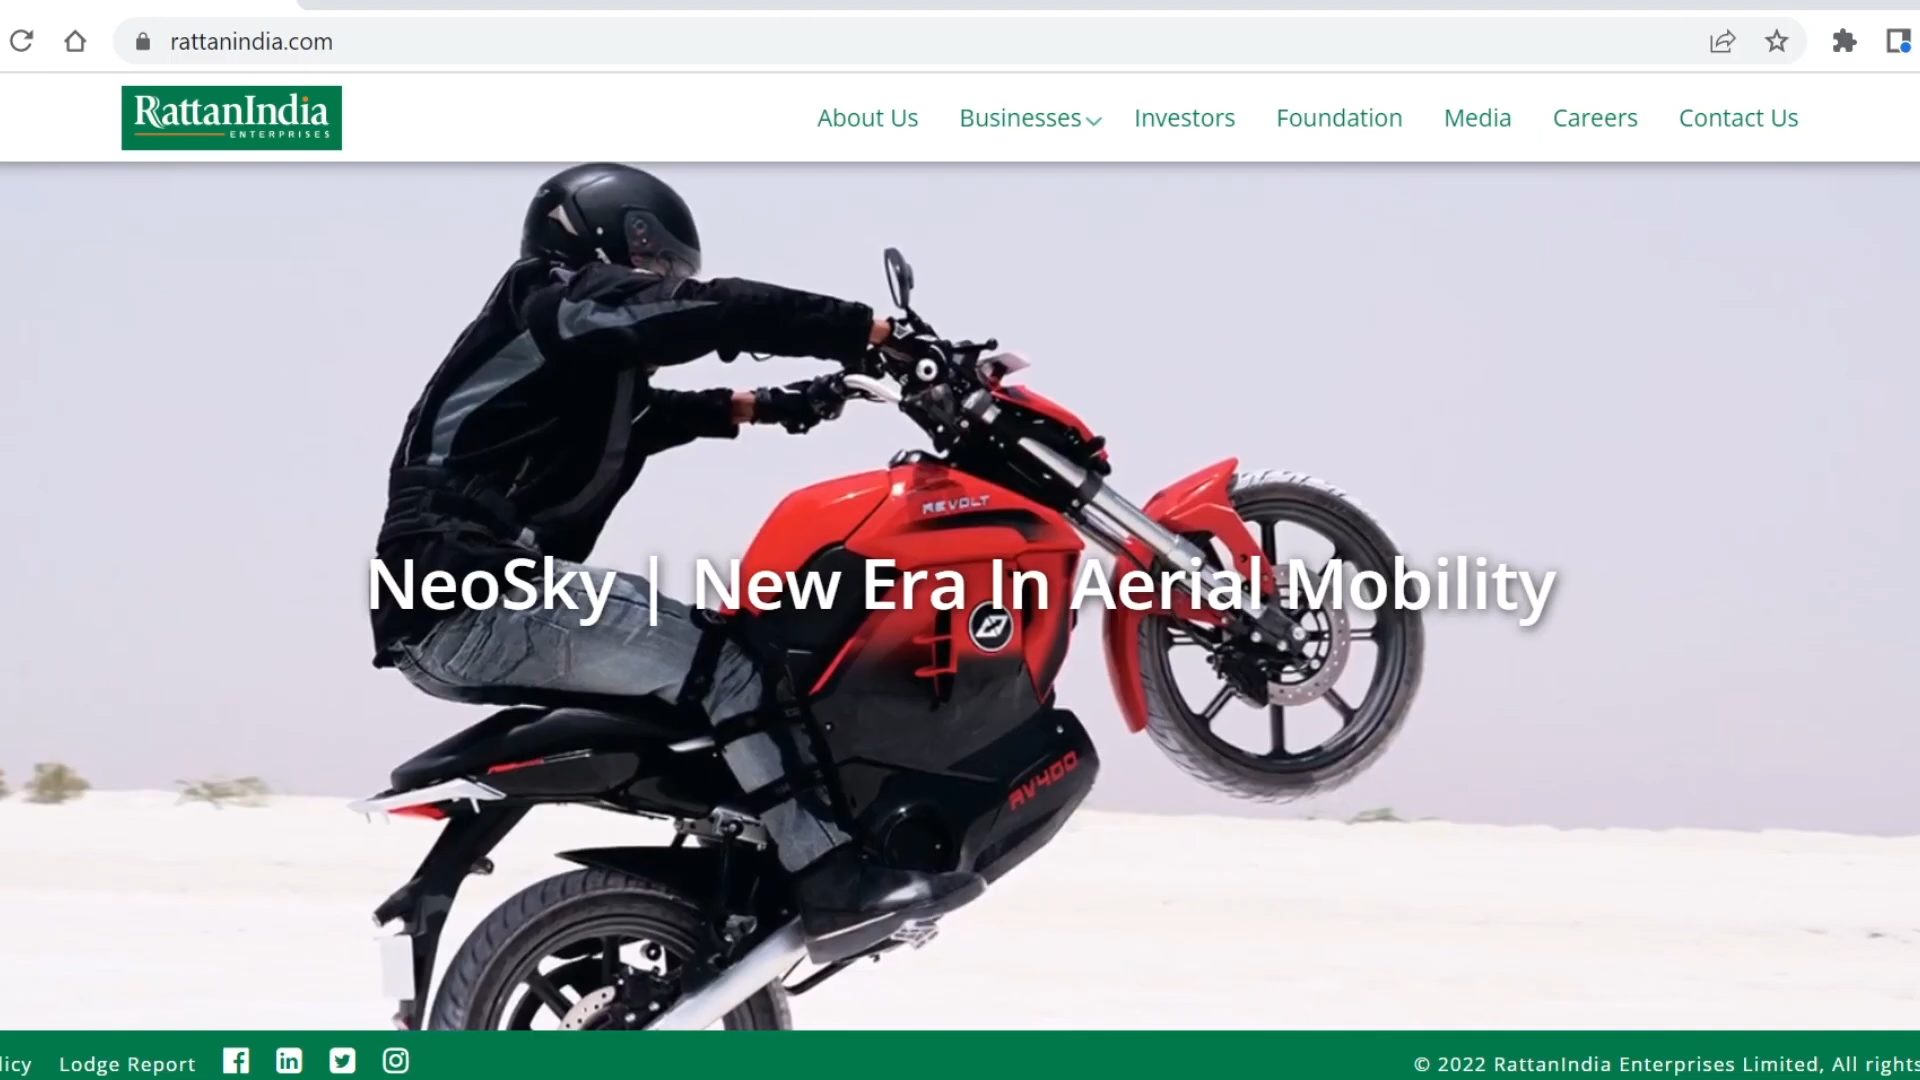 rattanindia.com
RattanIndia
ENTERPRISES
About Us
Businesses
Investors
Foundation
Media
Careers
Contact Us
REVOLT
NeoSky | New Era In Aerial Mobility
RV400
licy
Lodge Report
© 2022 RattanIndia Enterprises Limited, All rights